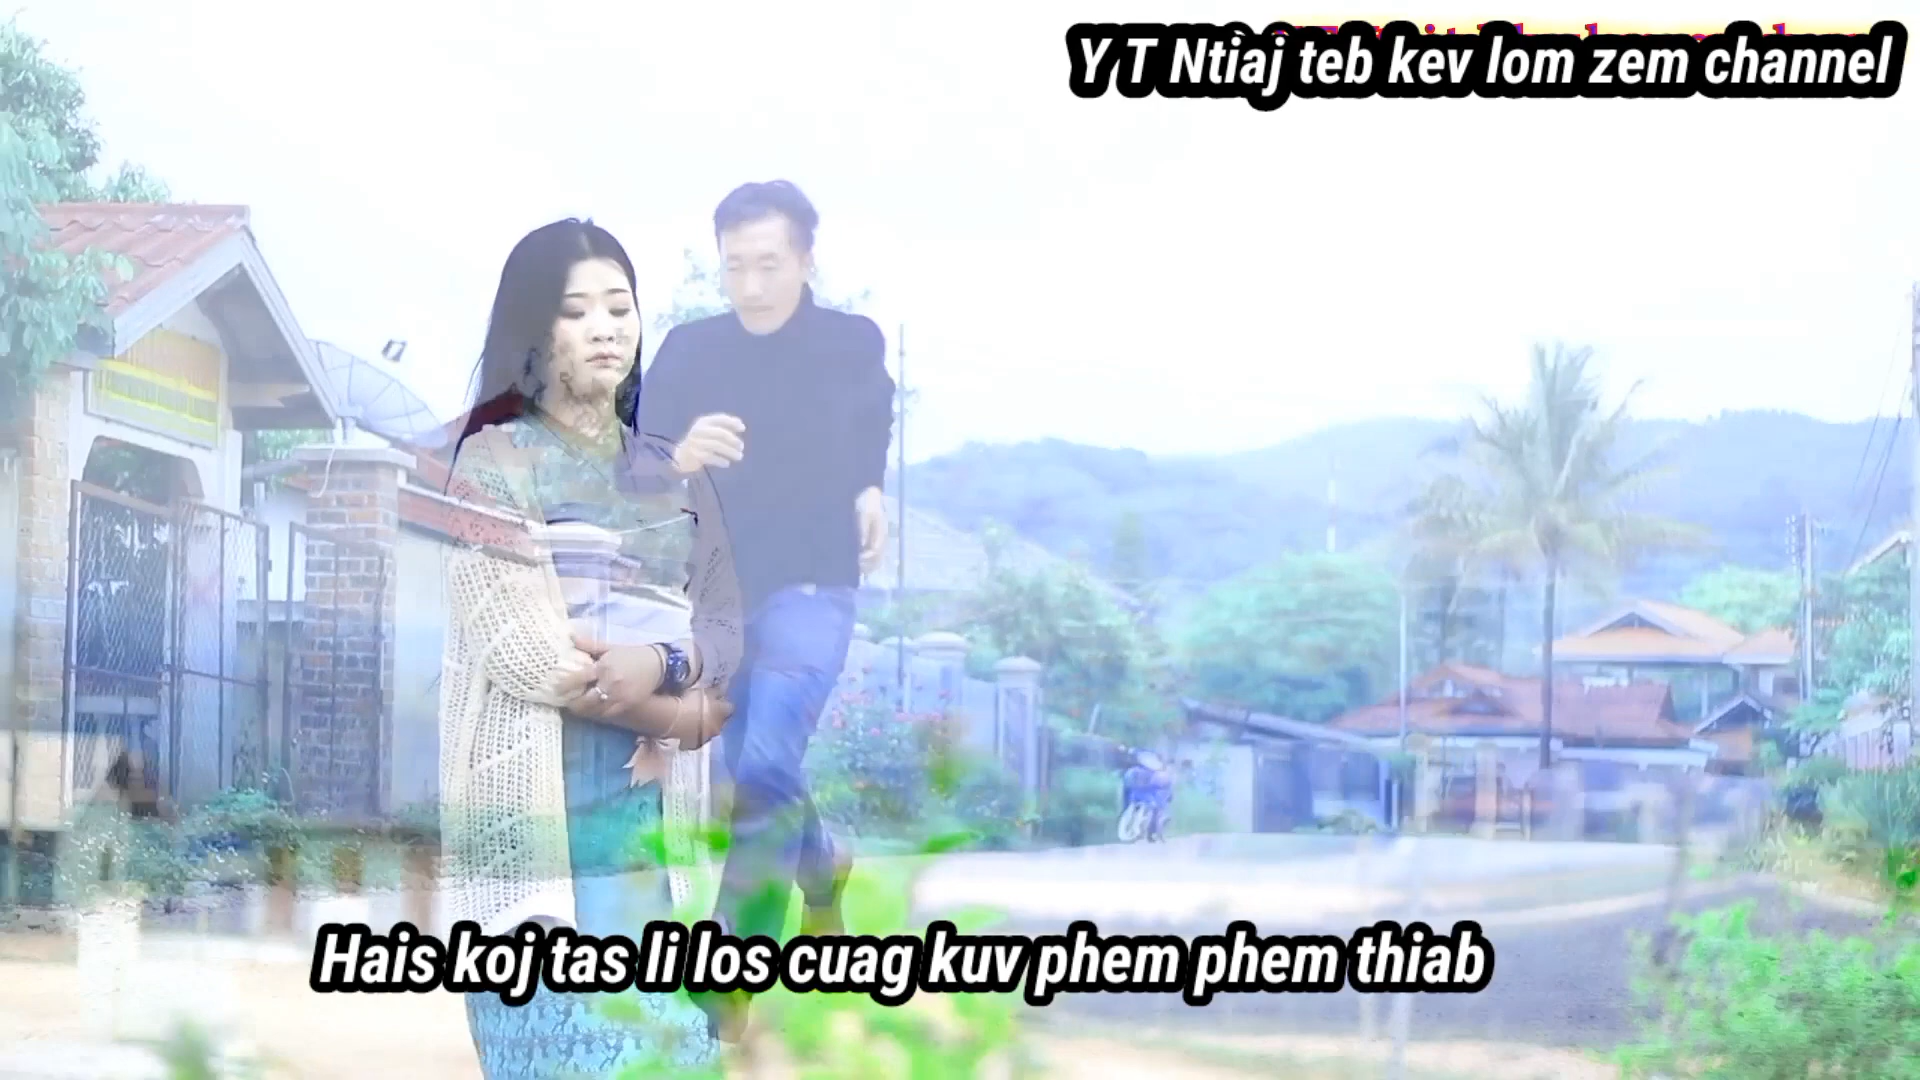 Y T Ntiaj teb kev lom zem channel
Hais koj tas li los cuag kuv phem phem thiab